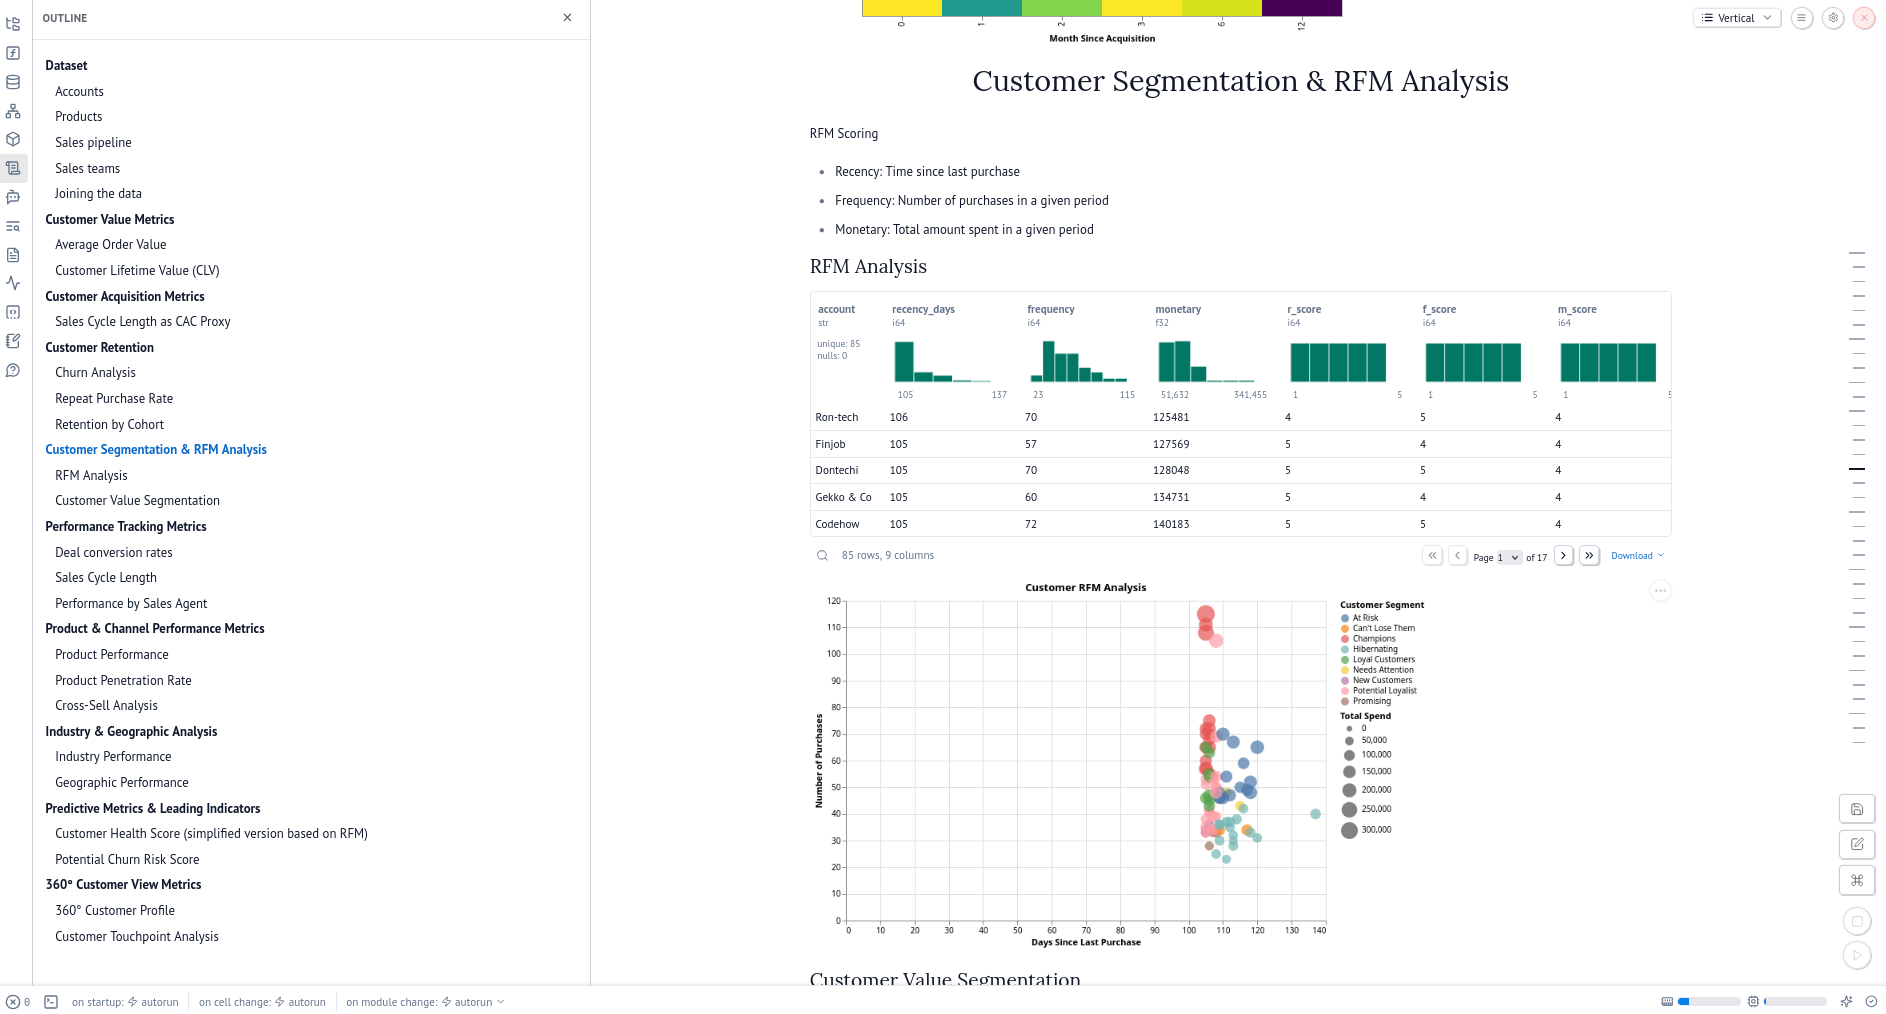 OUTLINE
Dataset
Accounts
Products
Sales pipeline
Sales teams
Joining the data
Customer Value Metrics
Average Order Value
Customer Lifetime Value (CLV)
Customer Acquisition Metrics
Sales Cycle Length as CAC Proxy
Customer Retention
Churn Analysis
Repeat Purchase Rate
Retention by Cohort
Customer Segmentation & RFM Analysis
RFM Analysis
Customer Value Segmentation
Performance Tracking Metrics
Deal conversion rates
Sales Cycle Length
Performance by Sales Agent
Product & Channel Performance Metrics
Product Performance
Product Penetration Rate
Cross-Sell Analysis
Industry & Geographic Analysis
Industry Performance
Geographic Performance
Predictive Metrics & Leading Indicators
Customer Health Score (simplified version based on RFM)
Potential Churn Risk Score
360° Customer View Metrics
360° Customer Profile
Customer Touchpoint Analysis
Vertical
0 1 2 3 6 12
Month Since Acquisition
Customer Segmentation & RFM Analysis
RFM Scoring
Recency: Time since last purchase
Frequency: Number of purchases in a given period
Monetary: Total amount spent in a given period
RFM Analysis
account recency_days frequency monetary r_score f_score m_score
str i64 i64 f32 i64 i64 i64
unique: 85
nulls: 0
105 137 23 115 51,632 341,455 1 5 1 5 1 5
Ron-tech 106 70 125481 4 5 4
Finjob 105 57 127569 5 4 4
Dontechi 105 70 128048 5 5 4
Gekko & Co 105 60 134731 5 4 4
Codehow 105 72 140183 5 5 4
85 rows, 9 columns Page 1 of 17 Download
Customer RFM Analysis
120
110
100
90
80
70
60
50
40
30
20
10
0
Number of Purchases
0 10 20 30 40 50 60 70 80 90 100 110 120 130 140
Days Since Last Purchase
Customer Segment
At Risk
Can't Lose Them
Champions
Hibernating
Loyal Customers
Needs Attention
New Customers
Potential Loyalist
Promising
Total Spend
0
50,000
100,000
150,000
200,000
250,000
300,000
Customer Value Segmentation
0 on startup: autorun on cell change: autorun on module change: autorun